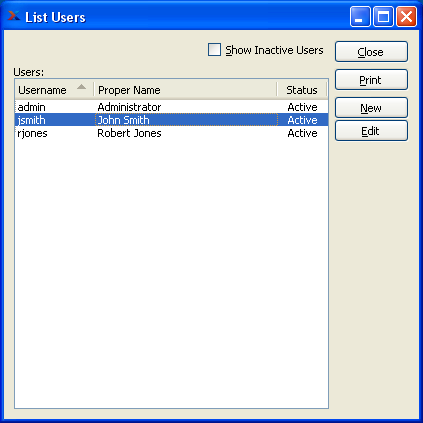 List Users
Show Inactive Users
Close
Users:
Print
Username Proper Name Status
admin Administrator Active
New
jsmith John Smith Active
Edit
rjones Robert Jones Active